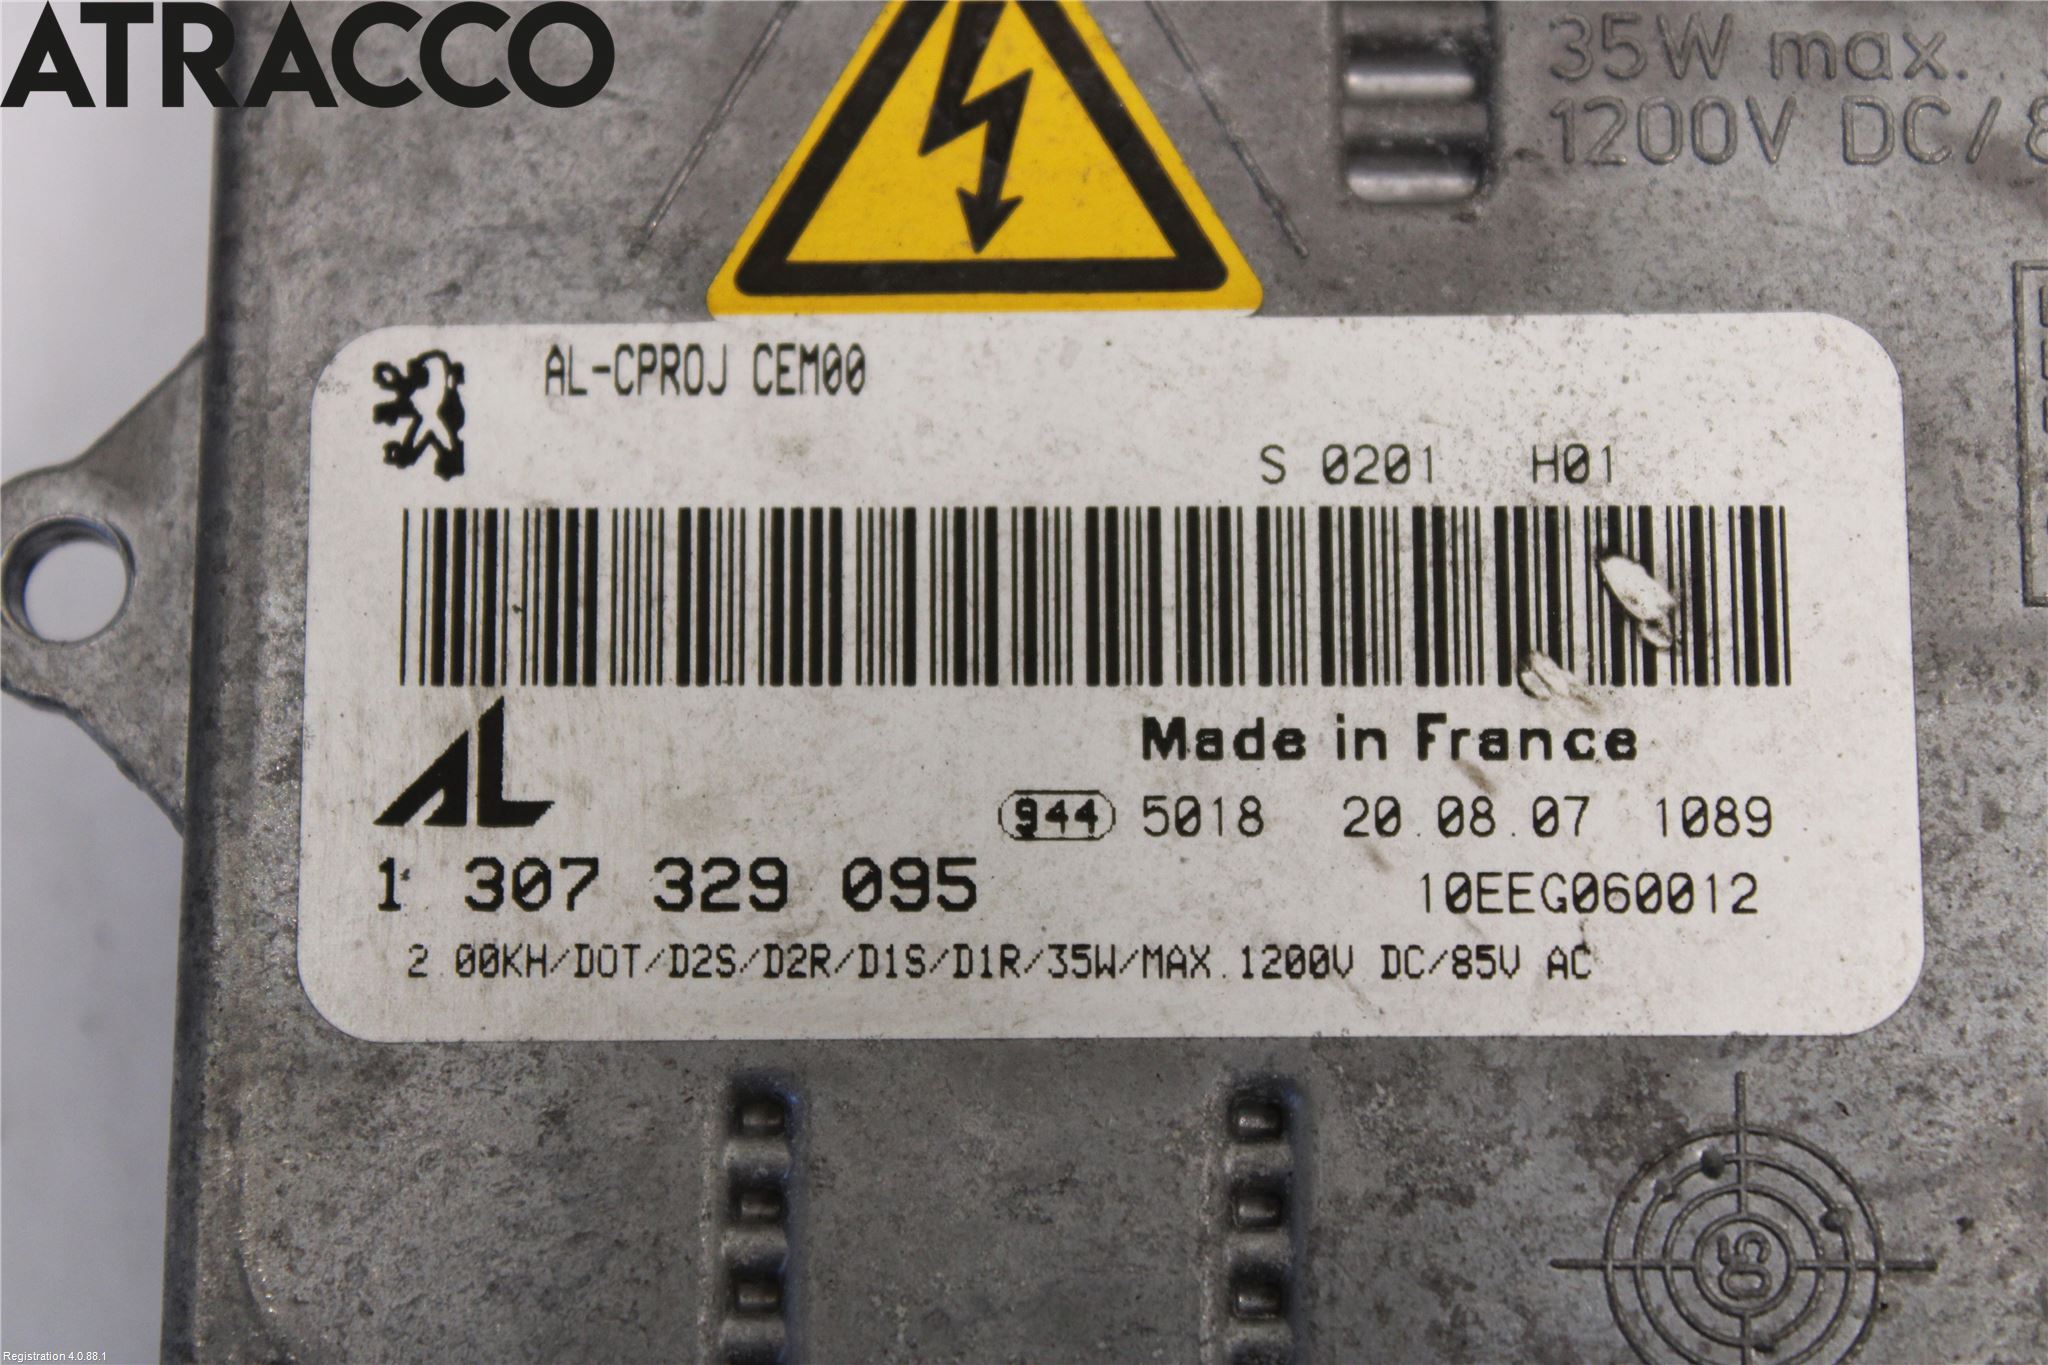 ATRACCO
35W max.
1200V DC/8
AL-CPROJ CEM00
S 0201 H01
AL
Made in France
944 5018 20.08.07 1089
1 307 329 095
10EEG060012
2.00KH/DOT/D2S/D2R/D1S/D1R/35W/MAX.1200V DC/85V AC
Registration 4.0.88.1